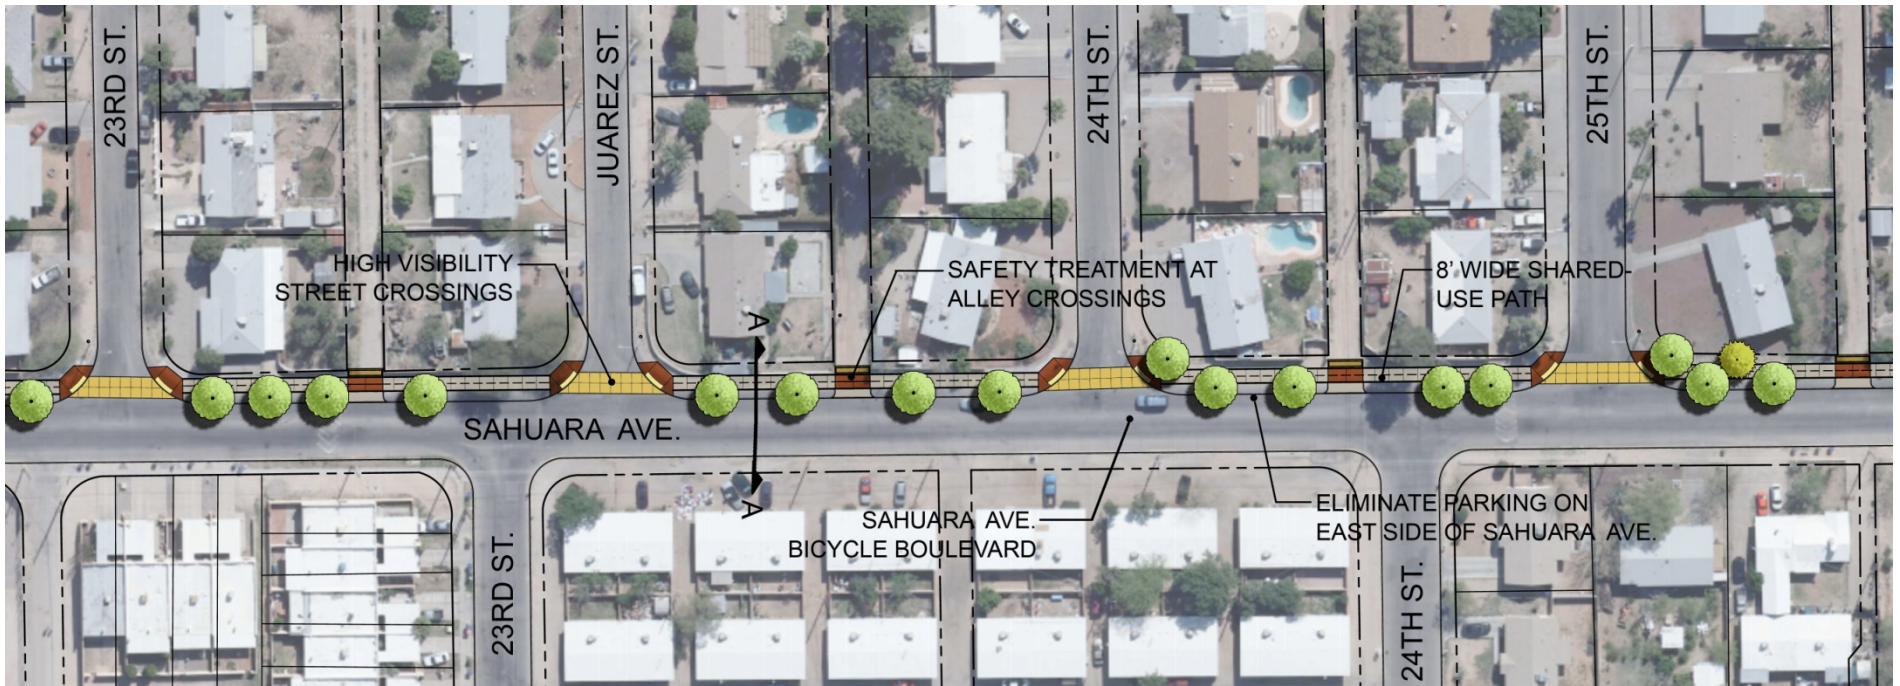 23RD ST.
JUAREZ ST.
24TH ST.
25TH ST.
HIGH VISIBILITY
STREET CROSSINGS
SAFETY TREATMENT AT
ALLEY CROSSINGS
8' WIDE SHARED-
USE PATH
A
A
SAHUARA AVE.
SAHUARA AVE.
BICYCLE BOULEVARD
ELIMINATE PARKING ON
EAST SIDE OF SAHUARA AVE.
23RD ST.
24TH ST.